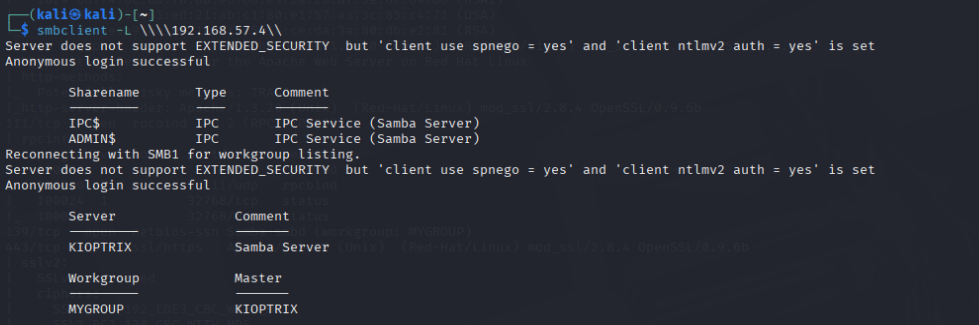 ┌──(kali㉿kali)-[~]
└─$ smbclient -L \\\\192.168.57.4\\
Server does not support EXTENDED_SECURITY  but 'client use spnego = yes' and 'client ntlmv2 auth = yes' is set
Anonymous login successful
Sharename       Type      Comment
---------       ----      -------
IPC$            IPC       IPC Service (Samba Server)
ADMIN$          IPC       IPC Service (Samba Server)
Reconnecting with SMB1 for workgroup listing.
Server does not support EXTENDED_SECURITY  but 'client use spnego = yes' and 'client ntlmv2 auth = yes' is set
Anonymous login successful
Server               Comment
---------            -------
KIOPTRIX             Samba Server
Workgroup            Master
---------            -------
MYGROUP              KIOPTRIX